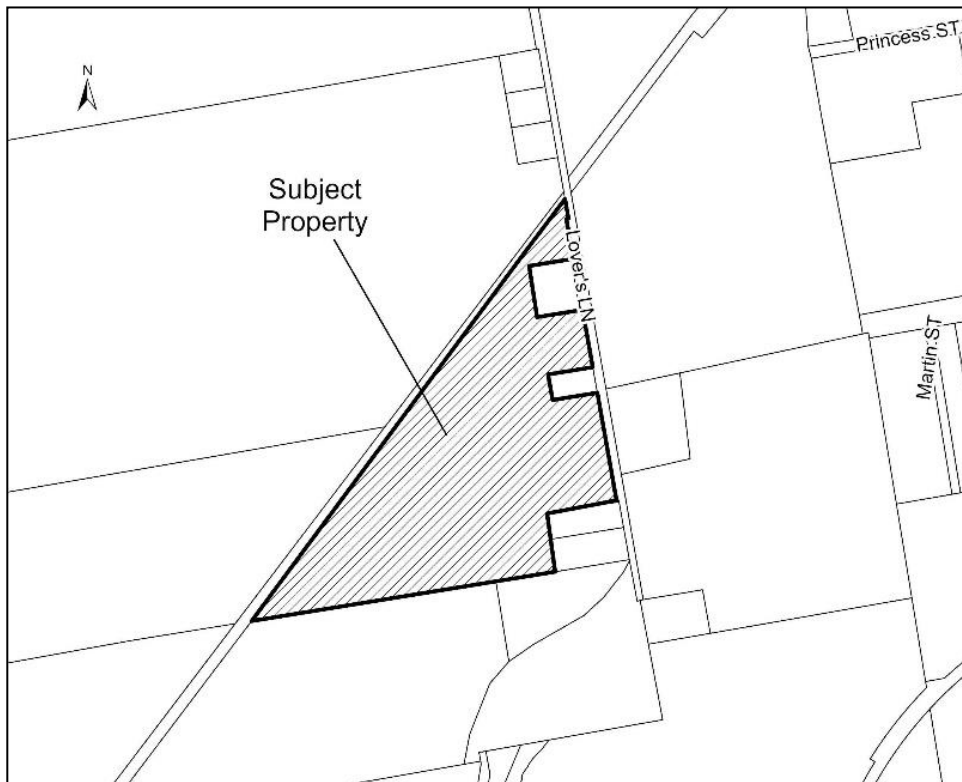 Princess ST
N
Subject
Property
Lover's LN
Martin ST